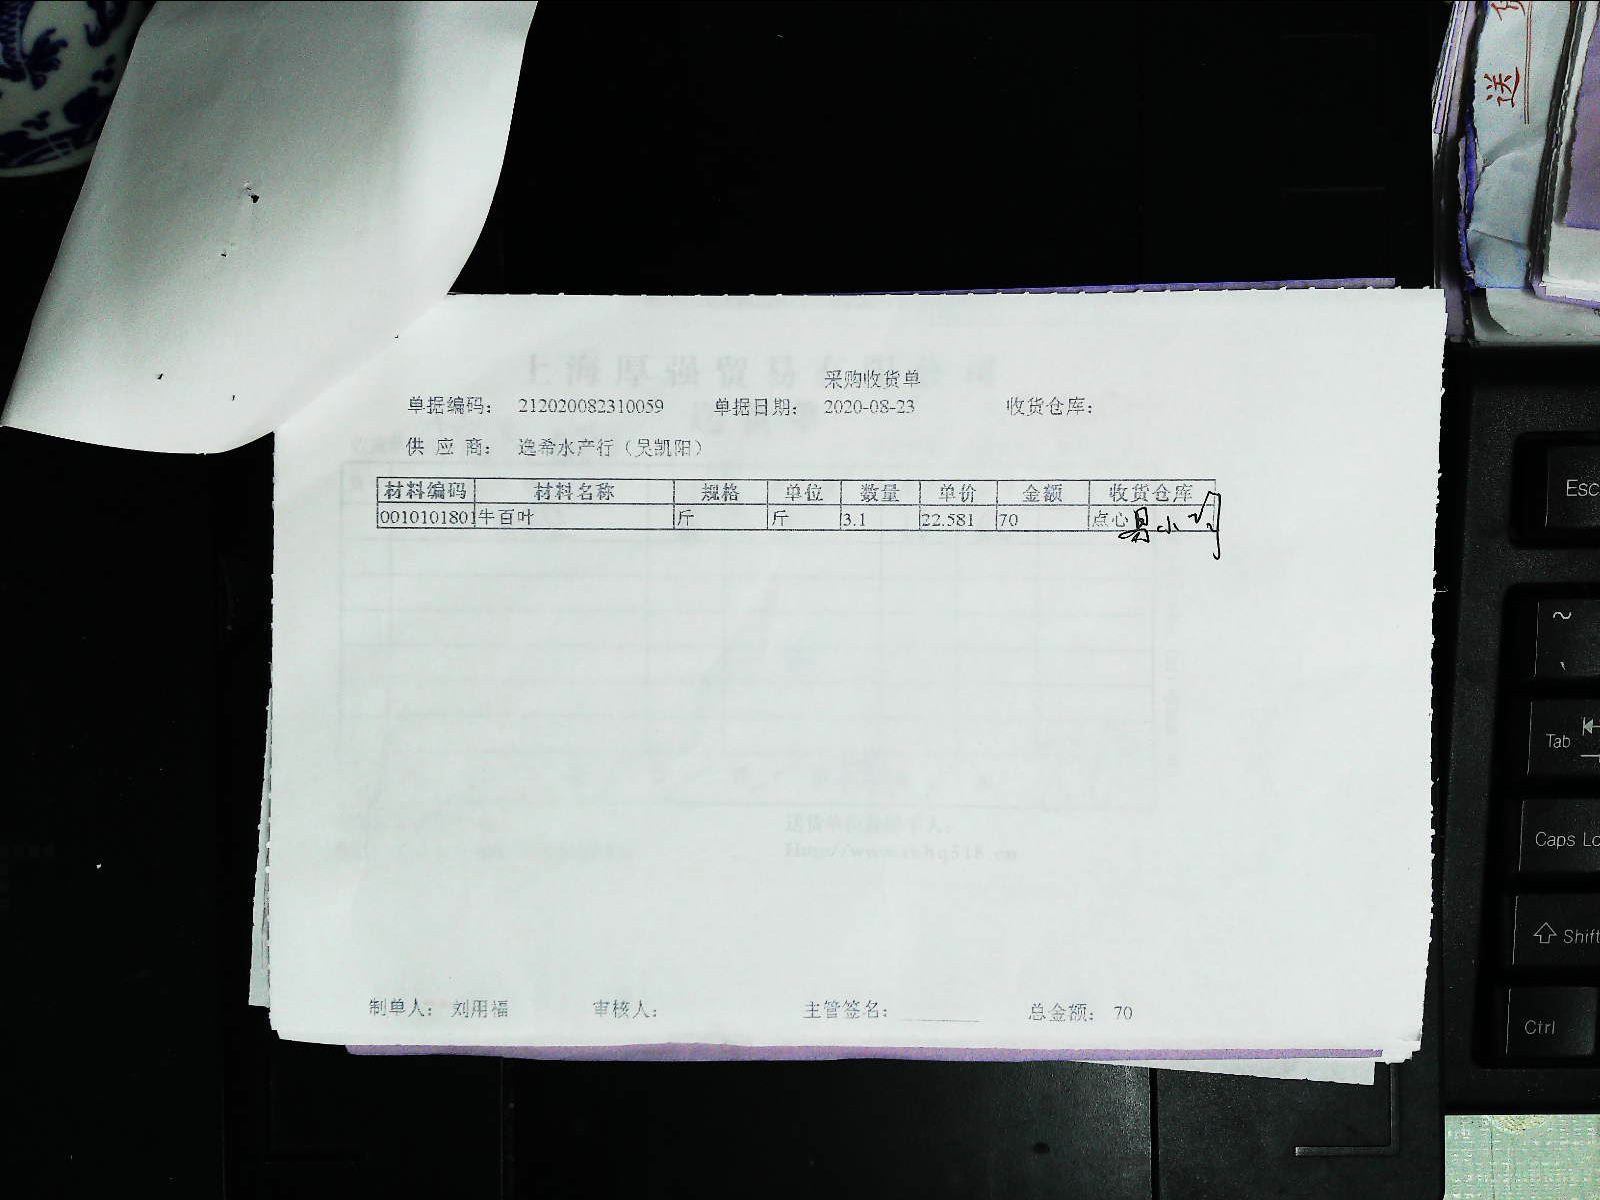 采购收货单
单据编码： 212020082310059 单据日期： 2020-08-23 收货仓库：
供 应 商： 逸希水产行（吴凯阳）
材料编码 材料名称 规格 单位 数量 单价 金额 收货仓库
0010101801 牛百叶 斤 斤 3.1 22.581 70 点心
制单人： 刘用福 审核人： 主管签名： 总金额： 70
送
Esc
~
Tab
Caps Lo
Shift
Ctrl